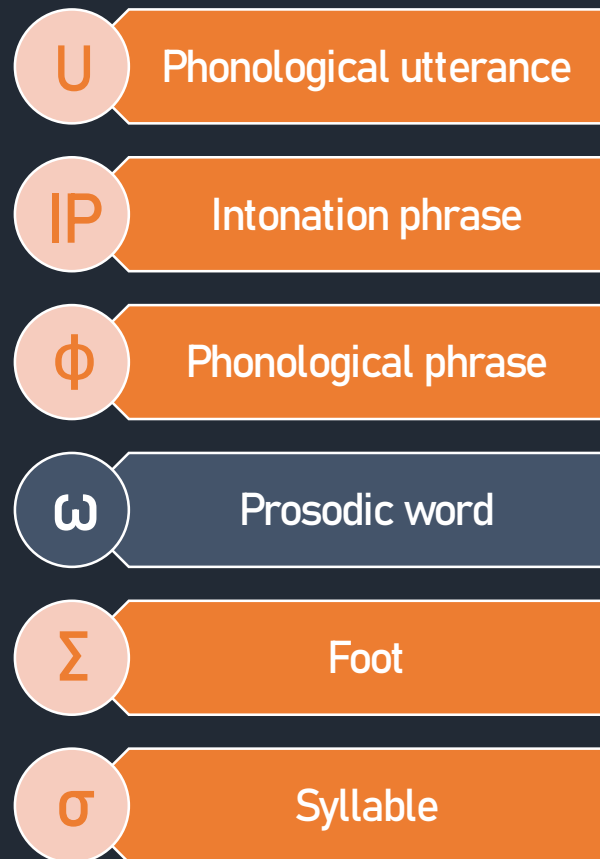 U Phonological utterance
IP Intonation phrase
ϕ Phonological phrase
ω Prosodic word
Σ Foot
σ Syllable